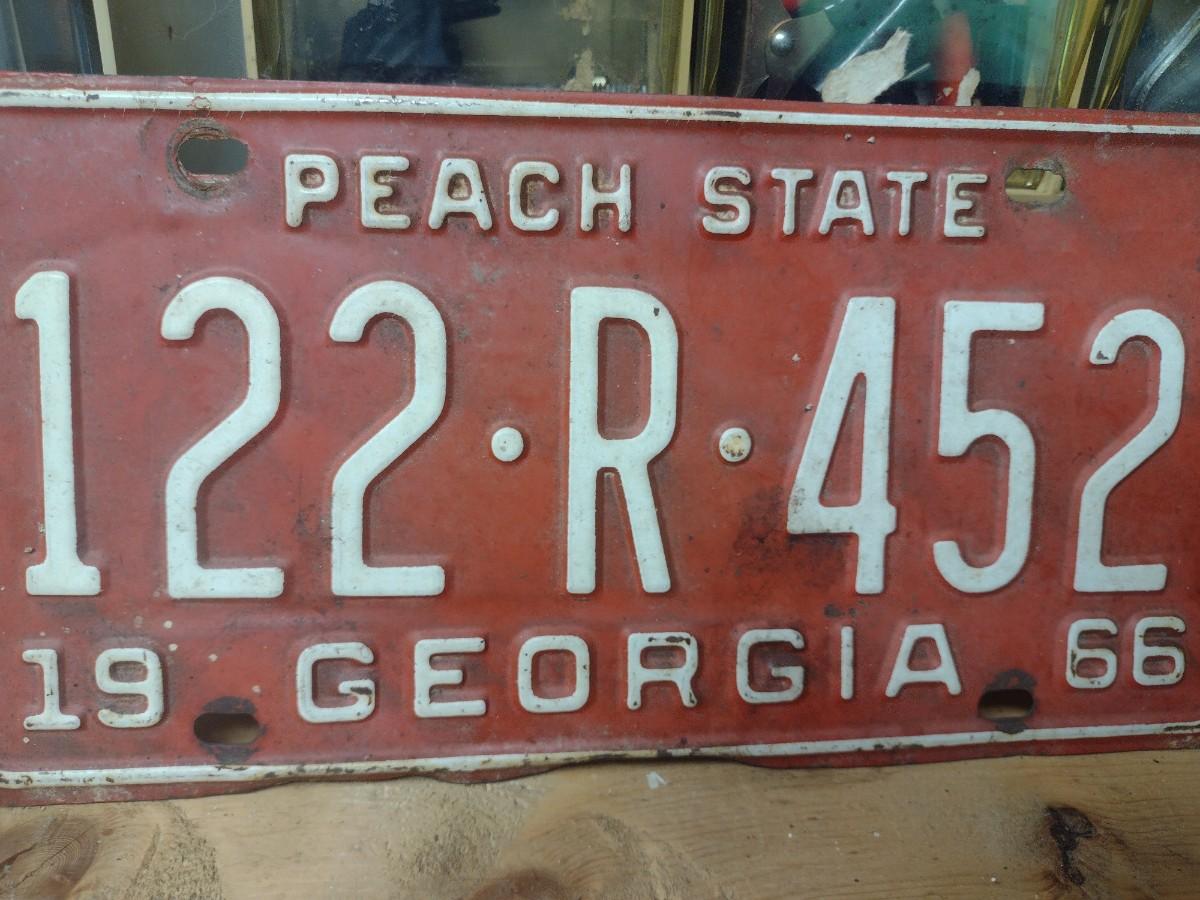 PEACH STATE
122·R·452
19 GEORGIA 66